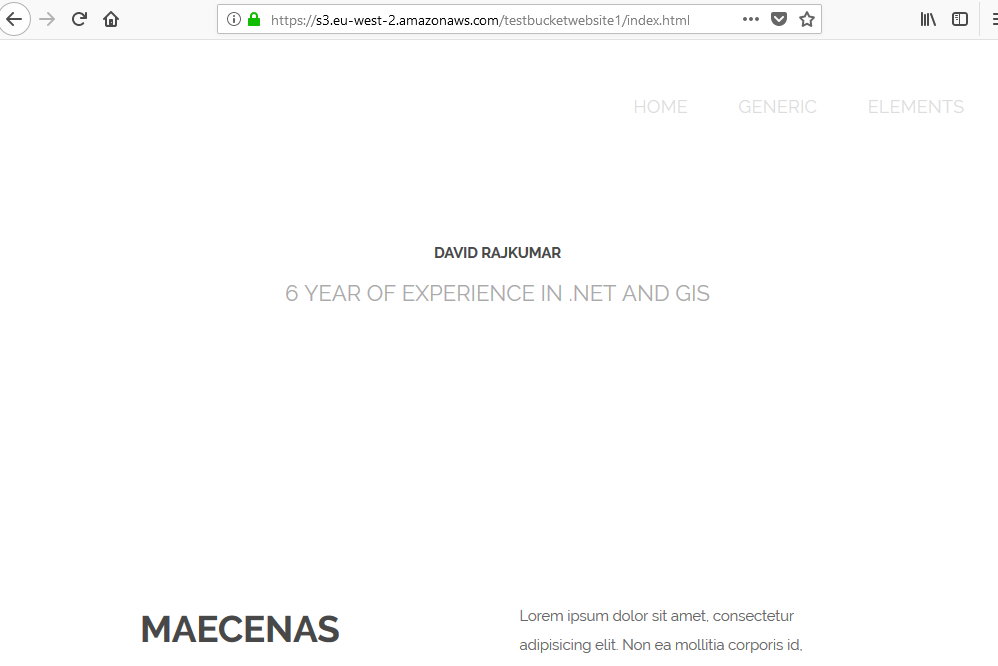 https://s3.eu-west-2.amazonaws.com/testbucketwebsite1/index.html
HOME GENERIC ELEMENTS
DAVID RAJKUMAR
6 YEAR OF EXPERIENCE IN .NET AND GIS
MAECENAS
Lorem ipsum dolor sit amet, consectetur
adipisicing elit. Non ea mollitia corporis id,